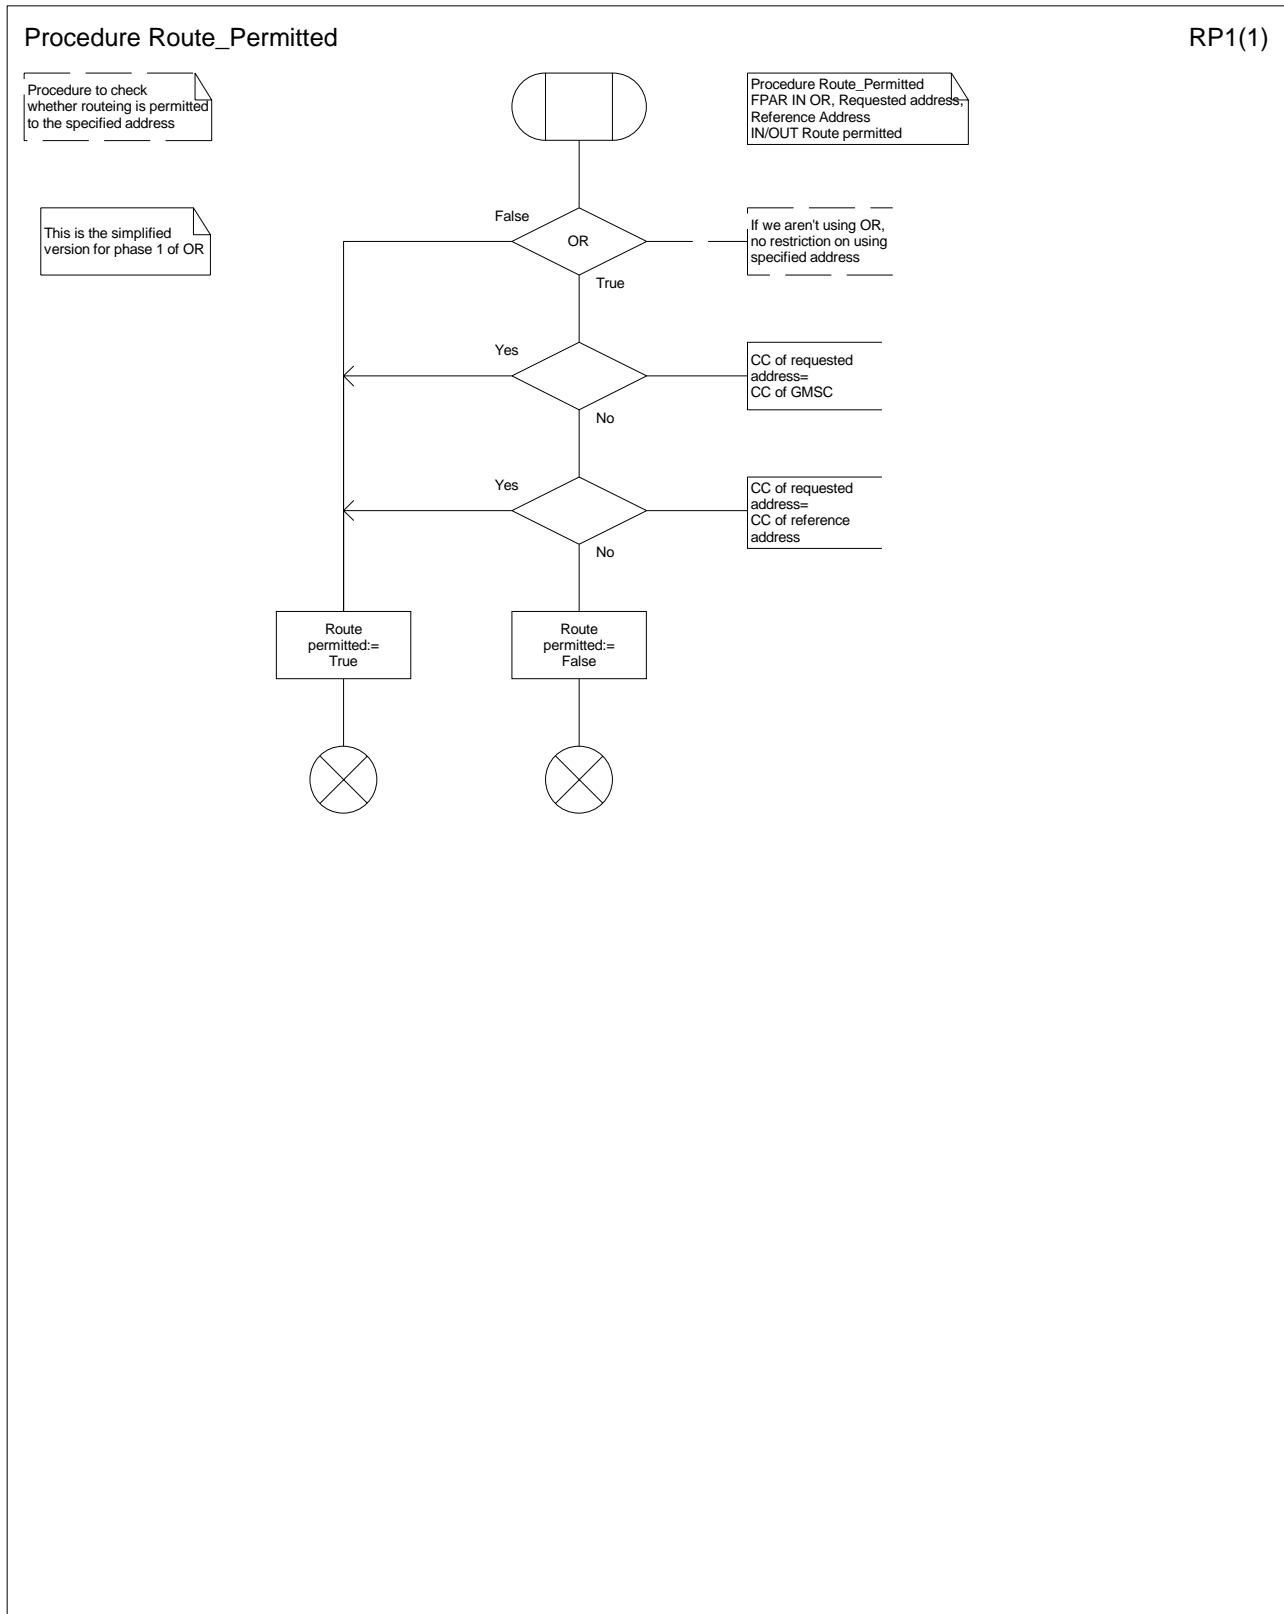 Procedure Route_Permitted
RP1(1)
Procedure to check
whether routeing is permitted
to the specified address
Procedure Route_Permitted
FPAR IN OR, Requested address,
Reference Address
IN/OUT Route permitted
This is the simplified
version for phase 1 of OR
False
OR
True
If we aren't using OR,
no restriction on using
specified address
Yes
No
CC of requested
address=
CC of GMSC
Yes
No
CC of requested
address=
CC of reference
address
Route
permitted:=
True
Route
permitted:=
False